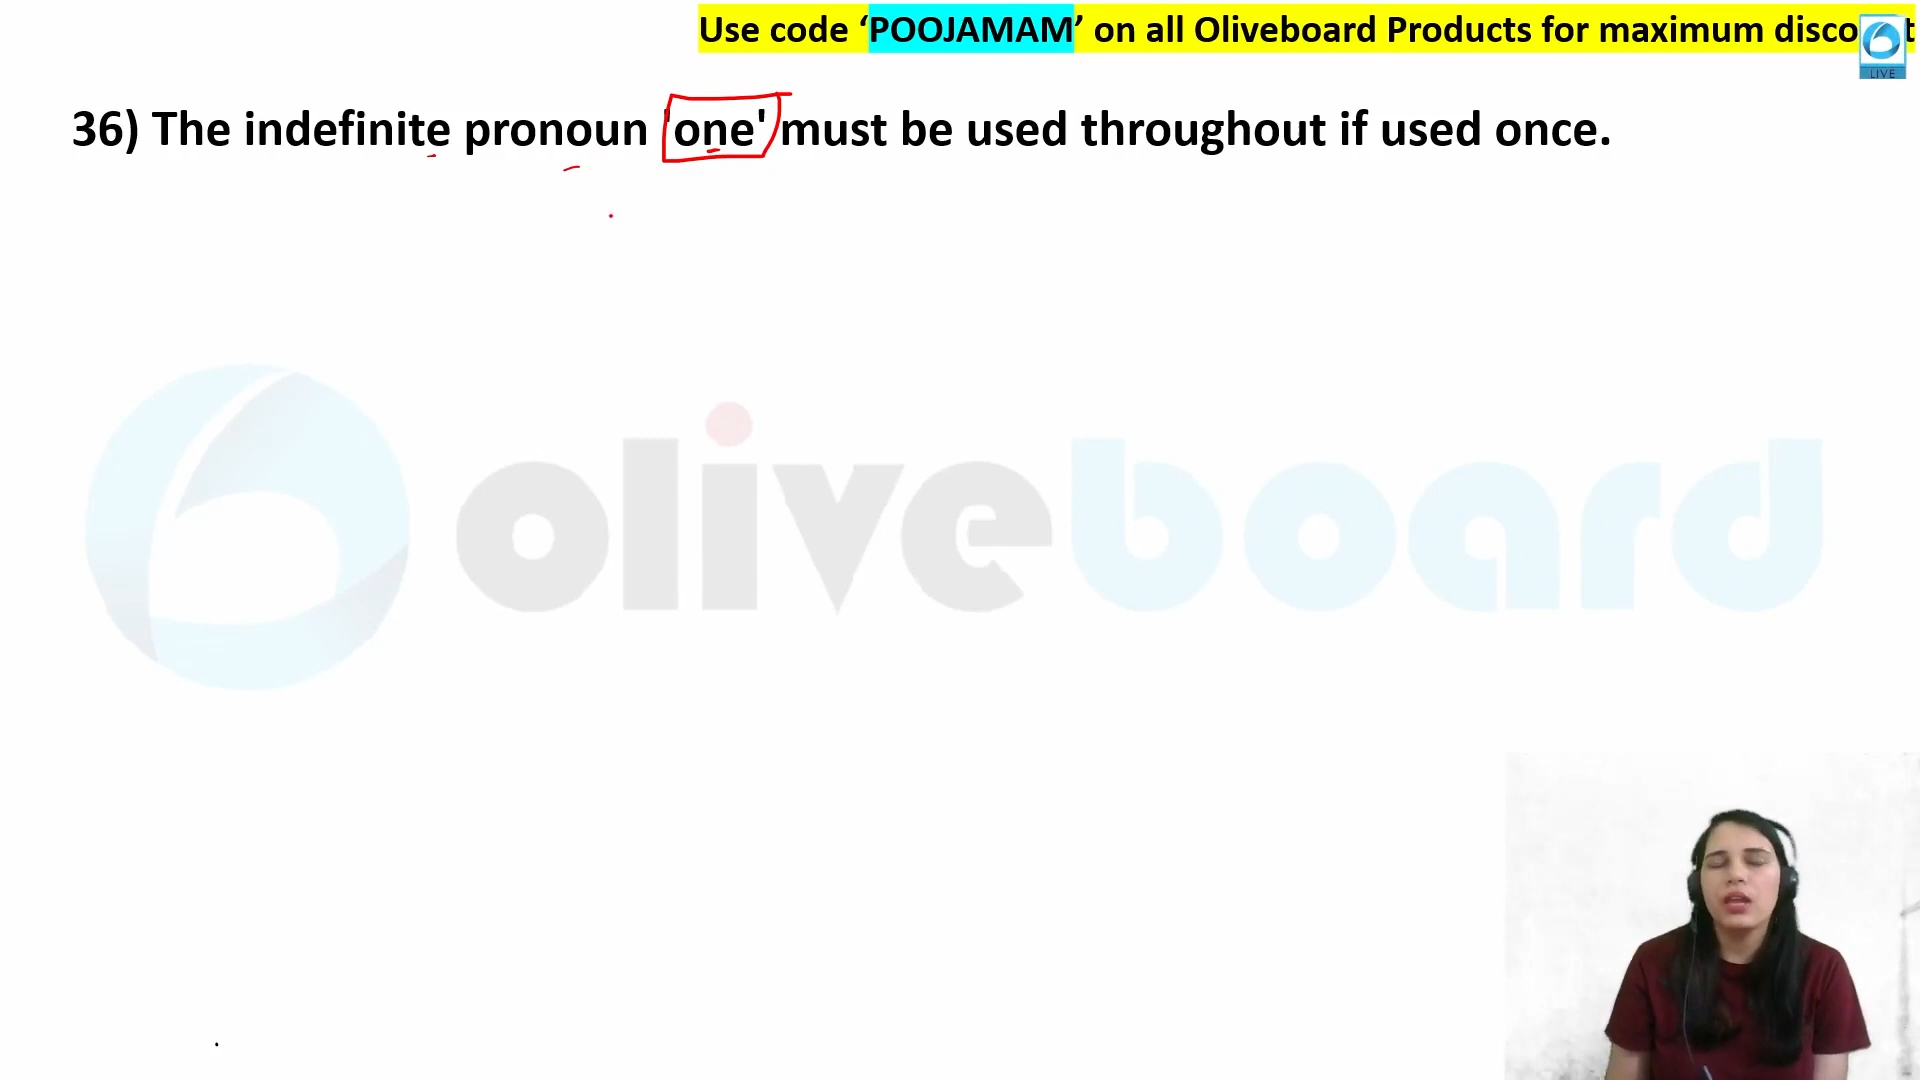 Use code ‘POOJAMAM’ on all Oliveboard Products for maximum disco t
LIVE
36) The indefinite pronoun 'one' must be used throughout if used once.
oliveboard